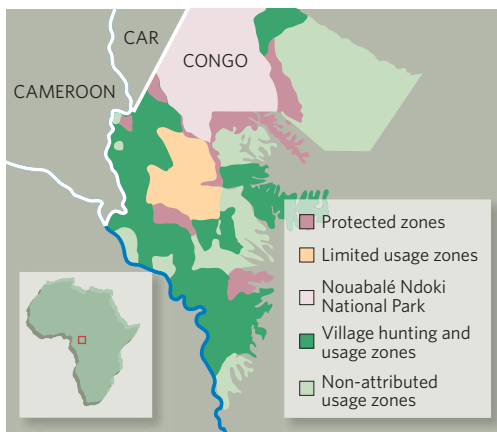 CAR
CONGO
CAMEROON
Protected zones
Limited usage zones
Nouabalé Ndoki
National Park
Village hunting and
usage zones
Non-attributed
usage zones